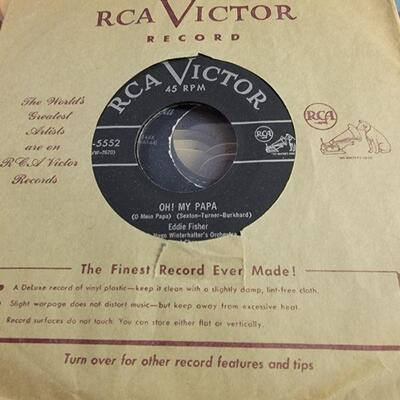 RCA VICTOR
RECORD
RCA VICTOR
45 RPM
The World's
Greatest
Artists
are on
RCA Victor
Records
-5552
RCA
RCA
"HIS MASTER'S VOICE"
OH! MY PAPA
(O Mein Papa) (Sexton-Turner-Burkhard)
Eddie Fisher
Hugo Winterhalter's Orchestra
The Finest Record Ever Made!
A Deluxe record of vinyl plastic—keep it clean with a slightly damp, lint-free cloth.
Slight warpage does not distort music—but keep away from excessive heat.
Record surfaces do not touch. You can store either flat or vertically.
Turn over for other record features and tips